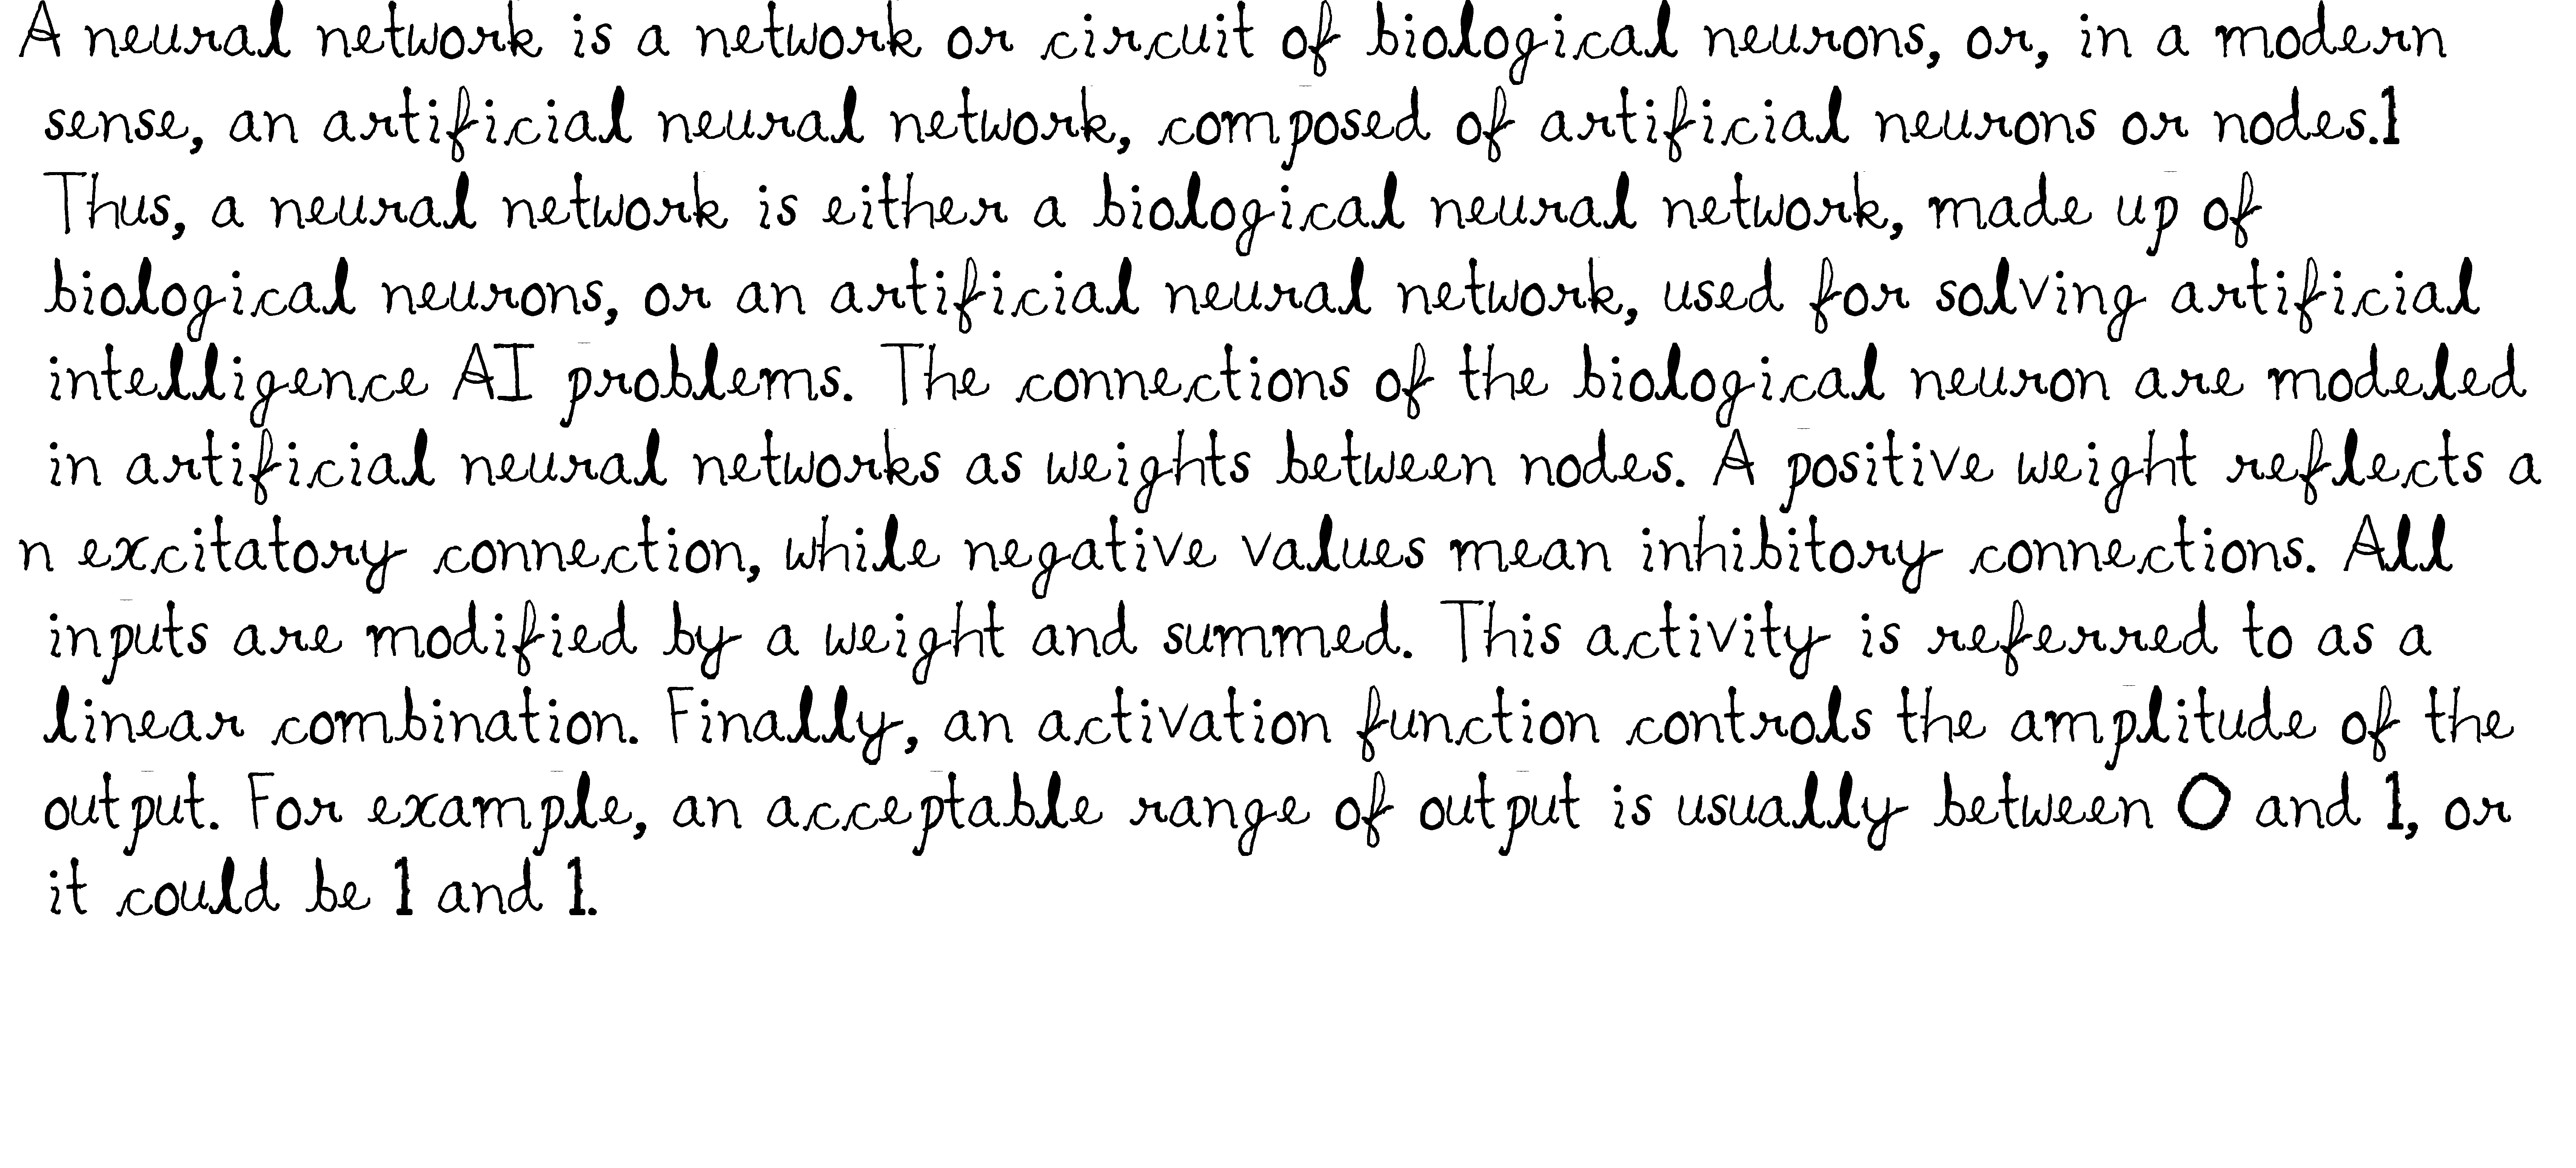 A neural network is a network or circuit of biological neurons, or, in a modern
sense, an artificial neural network, composed of artificial neurons or nodes.1
Thus, a neural network is either a biological neural network, made up of
biological neurons, or an artificial neural network, used for solving artificial
intelligence AI problems. The connections of the biological neuron are modeled
in artificial neural networks as weights between nodes. A positive weight reflects a
n excitatory connection, while negative values mean inhibitory connections. All
inputs are modified by a weight and summed. This activity is referred to as a
linear combination. Finally, an activation function controls the amplitude of the
output. For example, an acceptable range of output is usually between 0 and 1, or
it could be 1 and 1.